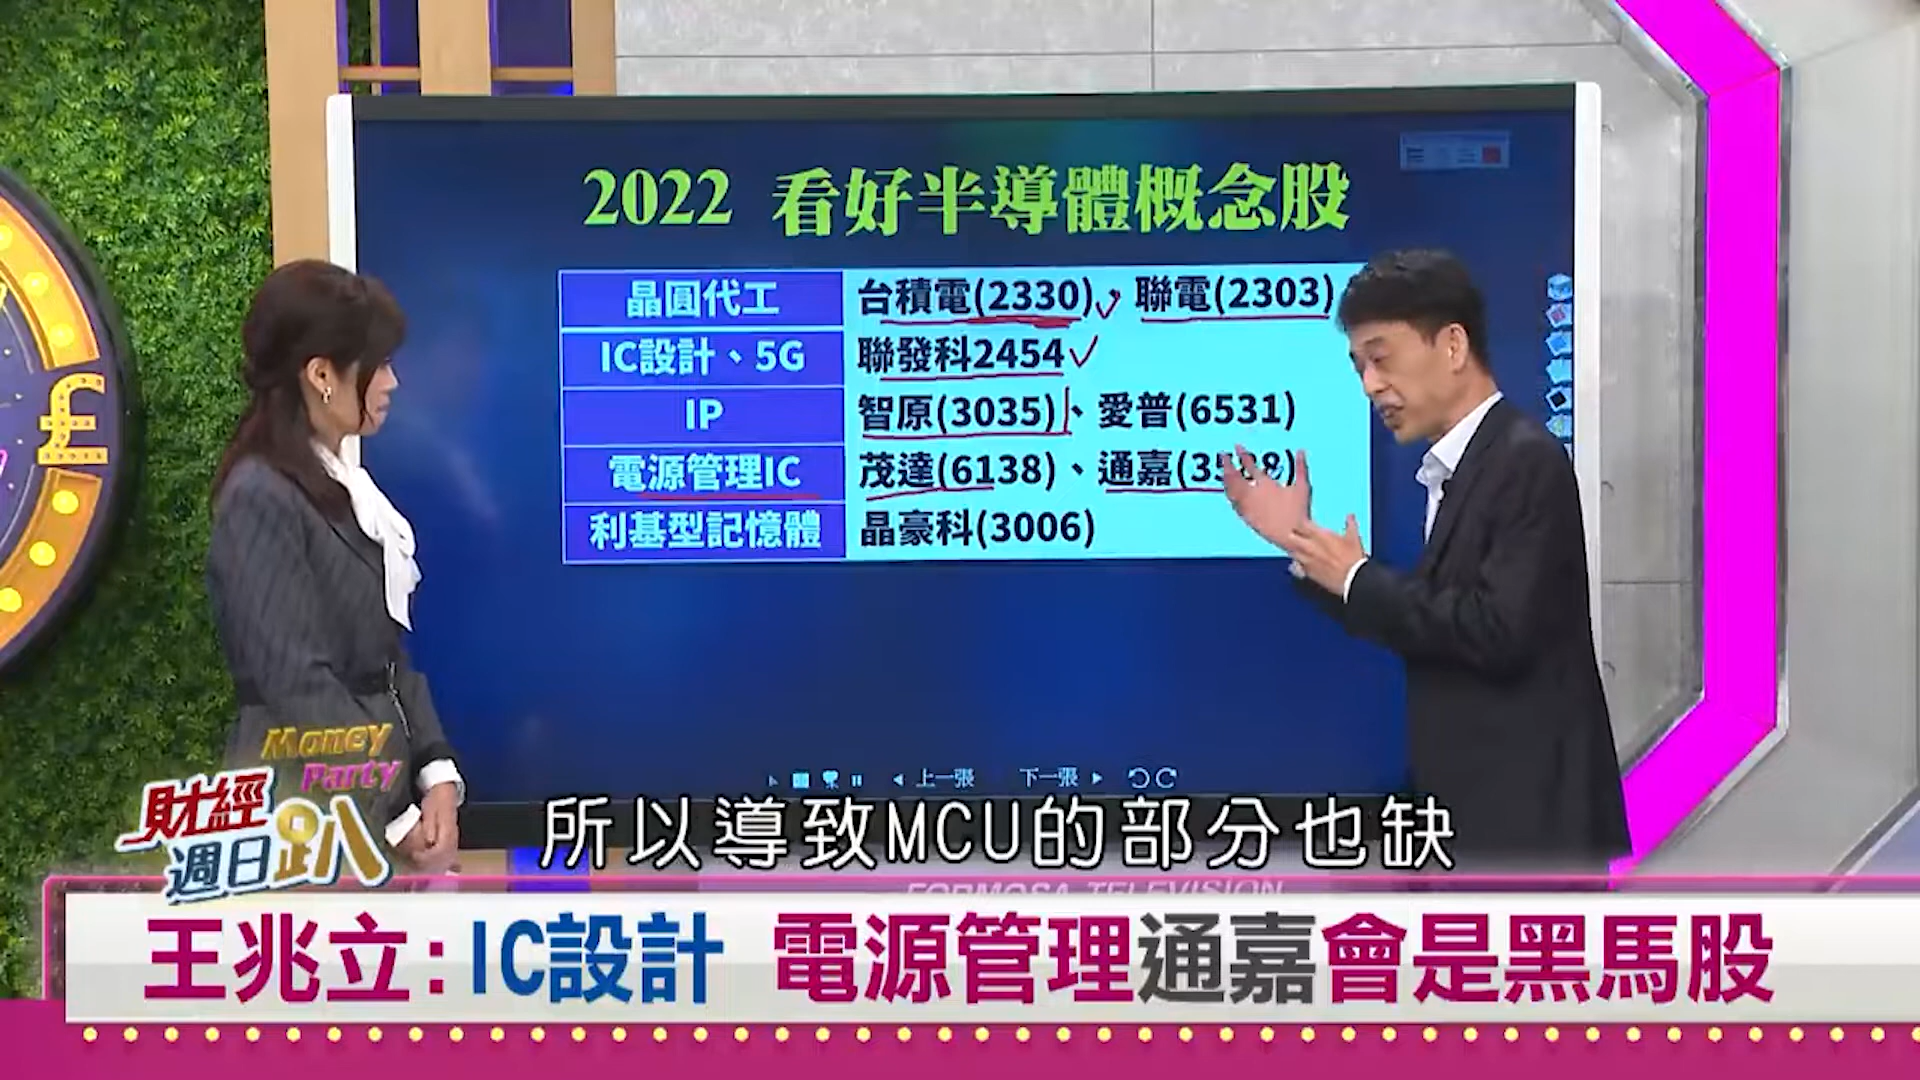 2022 看好半導體概念股
晶圓代工 台積電(2330)、聯電(2303)
IC設計、5G 聯發科2454
IP 智原(3035)、愛普(6531)
電源管理IC 茂達(6138)、通嘉(3588)
利基型記憶體 晶豪科(3006)
上一張 下一張
Money
Party
財經
週日趴
所以導致MCU的部分也缺
FORMOSA TELEVISION
王兆立:IC設計 電源管理通嘉會是黑馬股